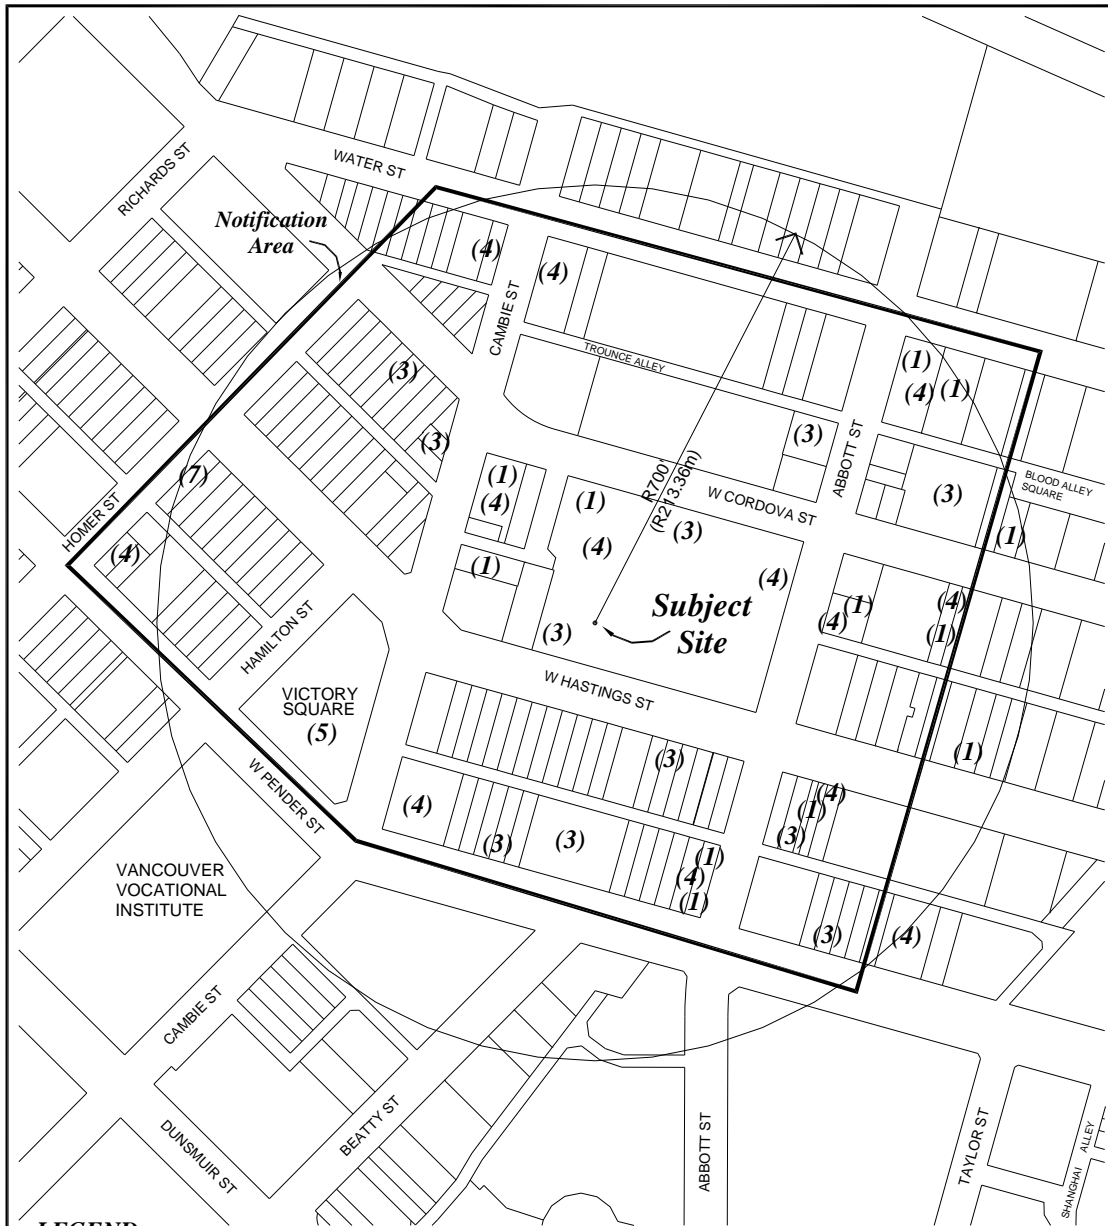 WATER ST
RICHARDS ST
Notification
Area
(4)
(4)
CAMBIE ST
TROUNCE ALLEY
(1)
(4)
(1)
(3)
(3)
(3)
ABBOTT ST
R700'
(R213.36m)
W CORDOVA ST
BLOOD ALLEY
SQUARE
(7)
(1)
(4)
(1)
(3)
(3)
(1)
HOMER ST
(4)
(1)
(4)
(4)
(3)
Subject
Site
(1)
(4)
(4)
(1)
HAMILTON ST
W HASTINGS ST
VICTORY
SQUARE
(5)
(3)
(1)
W PENDER ST
(4)
(3)
(3)
(4)
(1)
(3)
(1)
(4)
(1)
(3)
(4)
VANCOUVER
VOCATIONAL
INSTITUTE
CAMBIE ST
DUNSMUIR ST
BEATTY ST
ABBOTT ST
TAYLOR ST
SHANGHAI
ALLEY
LEGEND